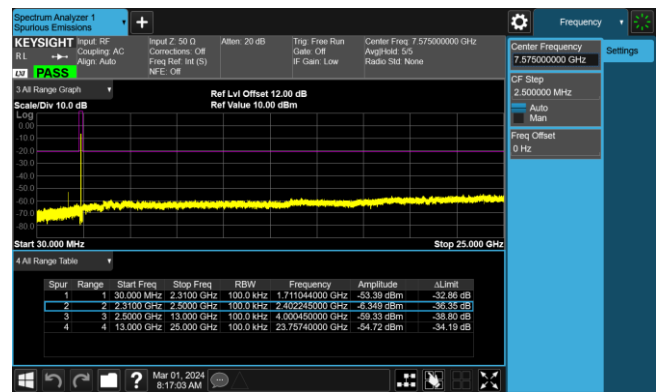 Spectrum Analyzer 1
Spurious Emissions
+
Frequency
KEYSIGHT
RL
LXI
PASS
Input: RF
Coupling: AC
Align: Auto
Input Z: 50 Ω
Corrections: Off
Freq Ref: Int (S)
NFE: Off
Atten: 20 dB
Trig: Free Run
Gate: Off
IF Gain: Low
Center Freq: 7.575000000 GHz
Avg|Hold: 5/5
Radio Std: None
Center Frequency
7.575000000 GHz
Settings
CF Step
2.500000 MHz
Auto
Man
Freq Offset
0 Hz
3 All Range Graph
Scale/Div 10.0 dB
Ref Lvl Offset 12.00 dB
Ref Value 10.00 dBm
Log
0.00
-10.0
-20.0
-30.0
-40.0
-50.0
-60.0
-70.0
-80.0
Start 30.000 MHz
Stop 25.000 GHz
4 All Range Table
Spur Range Start Freq Stop Freq RBW Frequency Amplitude ΔLimit
1 1 30.000 MHz 2.3100 GHz 100.0 kHz 1.711044000 GHz -53.39 dBm -32.86 dB
2 2 2.3100 GHz 2.5000 GHz 100.0 kHz 2.402245000 GHz -6.349 dBm -36.35 dB
3 3 2.5000 GHz 13.000 GHz 100.0 kHz 4.000450000 GHz -59.33 dBm -38.80 dB
4 4 13.000 GHz 25.000 GHz 100.0 kHz 23.75740000 GHz -54.72 dBm -34.19 dB
?
Mar 01, 2024
8:17:03 AM